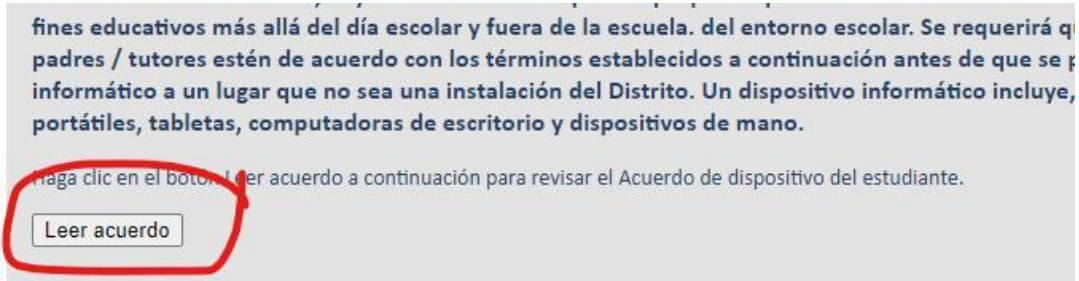 fines educativos más allá del día escolar y fuera de la escuela. del entorno escolar. Se requerirá
padres / tutores estén de acuerdo con los términos establecidos a continuación antes de que se
informático a un lugar que no sea una instalación del Distrito. Un dispositivo informático incluye,
portátiles, tabletas, computadoras de escritorio y dispositivos de mano.
Haga clic en el botón Leer acuerdo a continuación para revisar el Acuerdo de dispositivo del estudiante.
Leer acuerdo